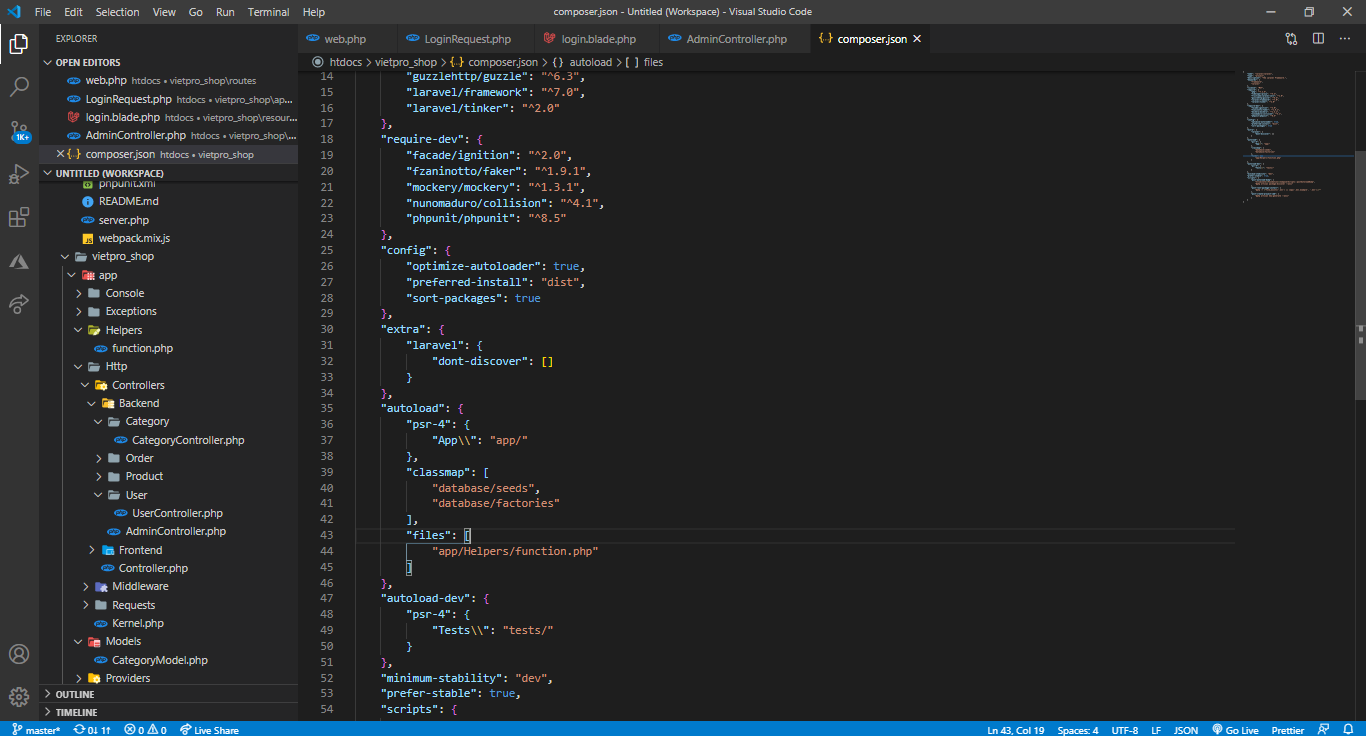 File Edit Selection View Go Run Terminal Help composer.json - Untitled (Workspace) - Visual Studio Code
EXPLORER
OPEN EDITORS
web.php htdocs • vietpro_shop\routes
LoginRequest.php htdocs • vietpro_shop\ap...
login.blade.php htdocs • vietpro_shop\resour...
AdminController.php htdocs • vietpro_shop\...
composer.json htdocs • vietpro_shop
UNTITLED (WORKSPACE)
phpunit.xml
README.md
server.php
webpack.mix.js
vietpro_shop
app
Console
Exceptions
Helpers
function.php
Http
Controllers
Backend
Category
CategoryController.php
Order
Product
User
UserController.php
AdminController.php
Frontend
Controller.php
Middleware
Requests
Kernel.php
Models
CategoryModel.php
Providers
OUTLINE
TIMELINE
1K+
web.php LoginRequest.php login.blade.php AdminController.php composer.json
htdocs > vietpro_shop > composer.json > {} autoload > [ ] files
14 "guzzlehttp/guzzle": "^6.3",
15 "laravel/framework": "^7.0",
16 "laravel/tinker": "^2.0"
17 },
18 "require-dev": {
19 "facade/ignition": "^2.0",
20 "fzaninotto/faker": "^1.9.1",
21 "mockery/mockery": "^1.3.1",
22 "nunomaduro/collision": "^4.1",
23 "phpunit/phpunit": "^8.5"
24 },
25 "config": {
26 "optimize-autoloader": true,
27 "preferred-install": "dist",
28 "sort-packages": true
29 },
30 "extra": {
31 "laravel": {
32 "dont-discover": []
33 }
34 },
35 "autoload": {
36 "psr-4": {
37 "App\\": "app/"
38 },
39 "classmap": [
40 "database/seeds",
41 "database/factories"
42 ],
43 "files": [
44 "app/Helpers/function.php"
45 ]
46 },
47 "autoload-dev": {
48 "psr-4": {
49 "Tests\\": "tests/"
50 }
51 },
52 "minimum-stability": "dev",
53 "prefer-stable": true,
54 "scripts": {
master* 0↓ 1↑ 0 0 Live Share Ln 43, Col 19 Spaces: 4 UTF-8 LF JSON Go Live Prettier